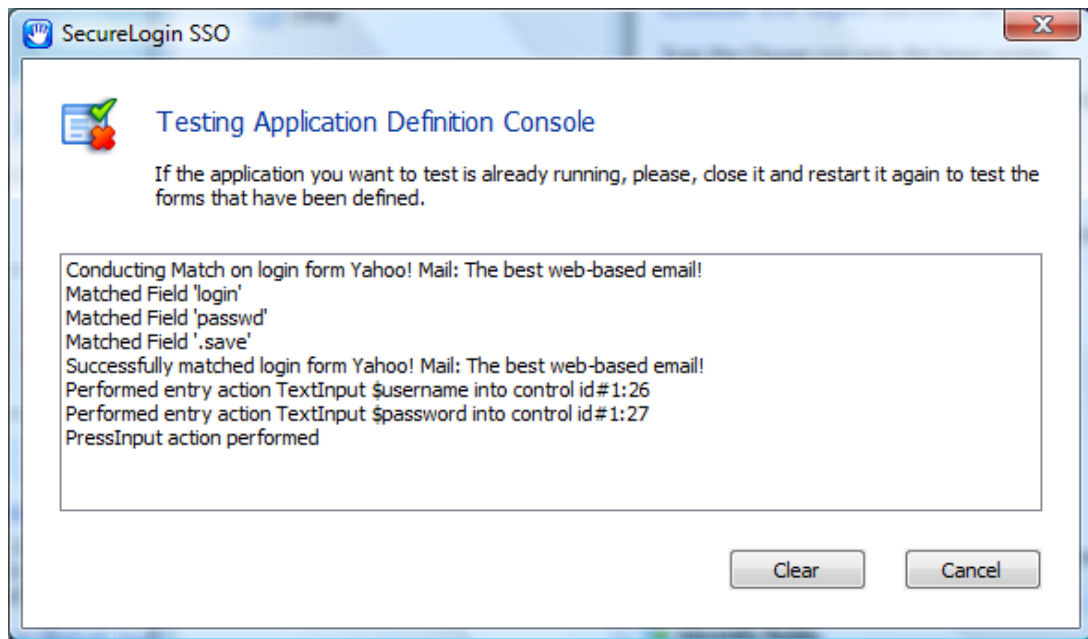 SecureLogin SSO
Testing Application Definition Console
If the application you want to test is already running, please, close it and restart it again to test the
forms that have been defined.
Conducting Match on login form Yahoo! Mail: The best web-based email!
Matched Field 'login'
Matched Field 'passwd'
Matched Field '.save'
Successfully matched login form Yahoo! Mail: The best web-based email!
Performed entry action TextInput $username into control id#1:26
Performed entry action TextInput $password into control id#1:27
PressInput action performed
Clear
Cancel